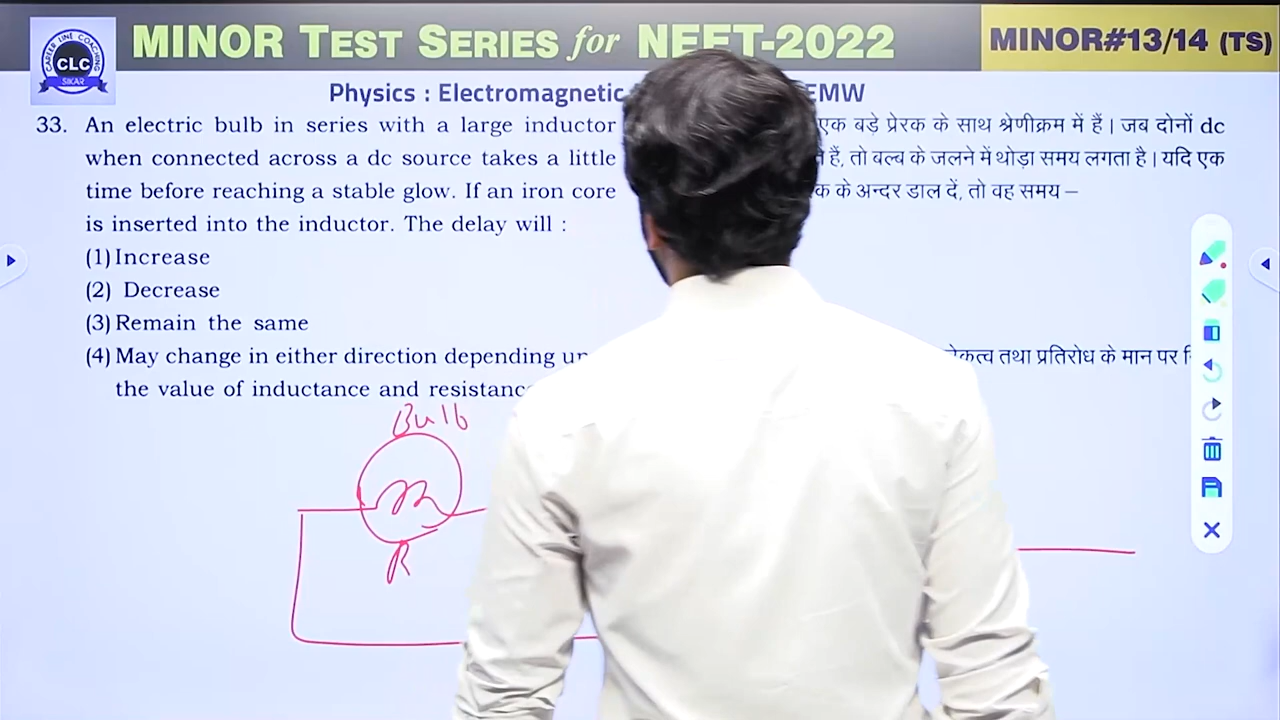 CAREER LINE COACHING
CLC
SIKAR
MINOR TEST SERIES for NEET-2022
MINOR#13/14 (TS)
Physics : Electromagnetic EMW
33. An electric bulb in series with a large inductor
when connected across a dc source takes a little
time before reaching a stable glow. If an iron core
is inserted into the inductor. The delay will :
(1) Increase
(2) Decrease
(3) Remain the same
(4) May change in either direction depending
the value of inductance and resistance
एक बड़े प्रेरक के साथ श्रेणीक्रम में हैं। जब दोनों dc
हैं, तो बल्ब के जलने में थोड़ा समय लगता है। यदि एक
के अन्दर डाल दें, तो वह समय –
तथा प्रतिरोध के मान पर
Bulb
R